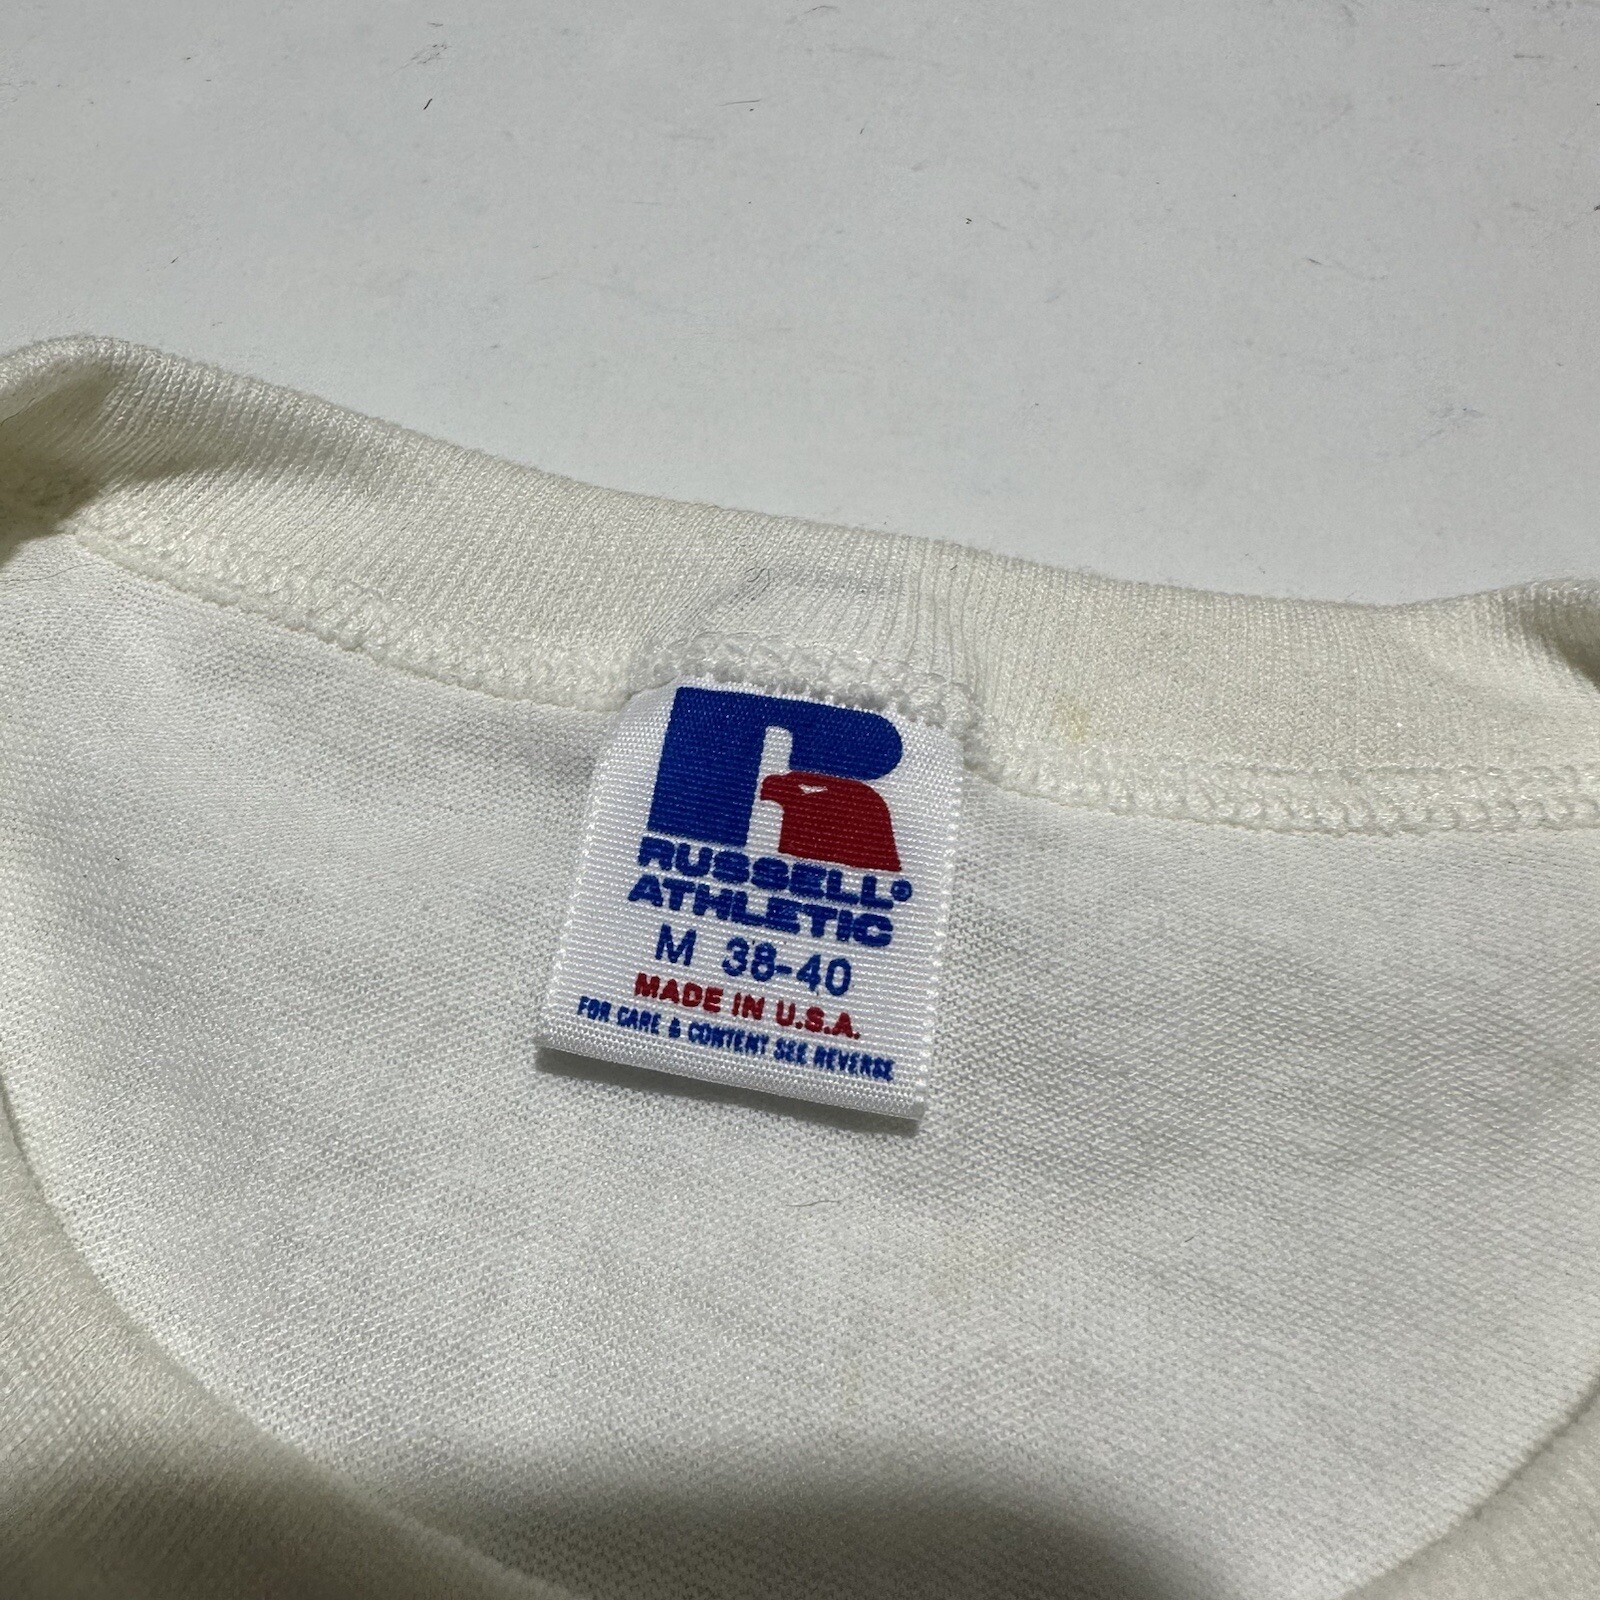 RUSSELL®
ATHLETIC
M 38-40
MADE IN U.S.A.
FOR CARE & CONTENT SEE REVERSE